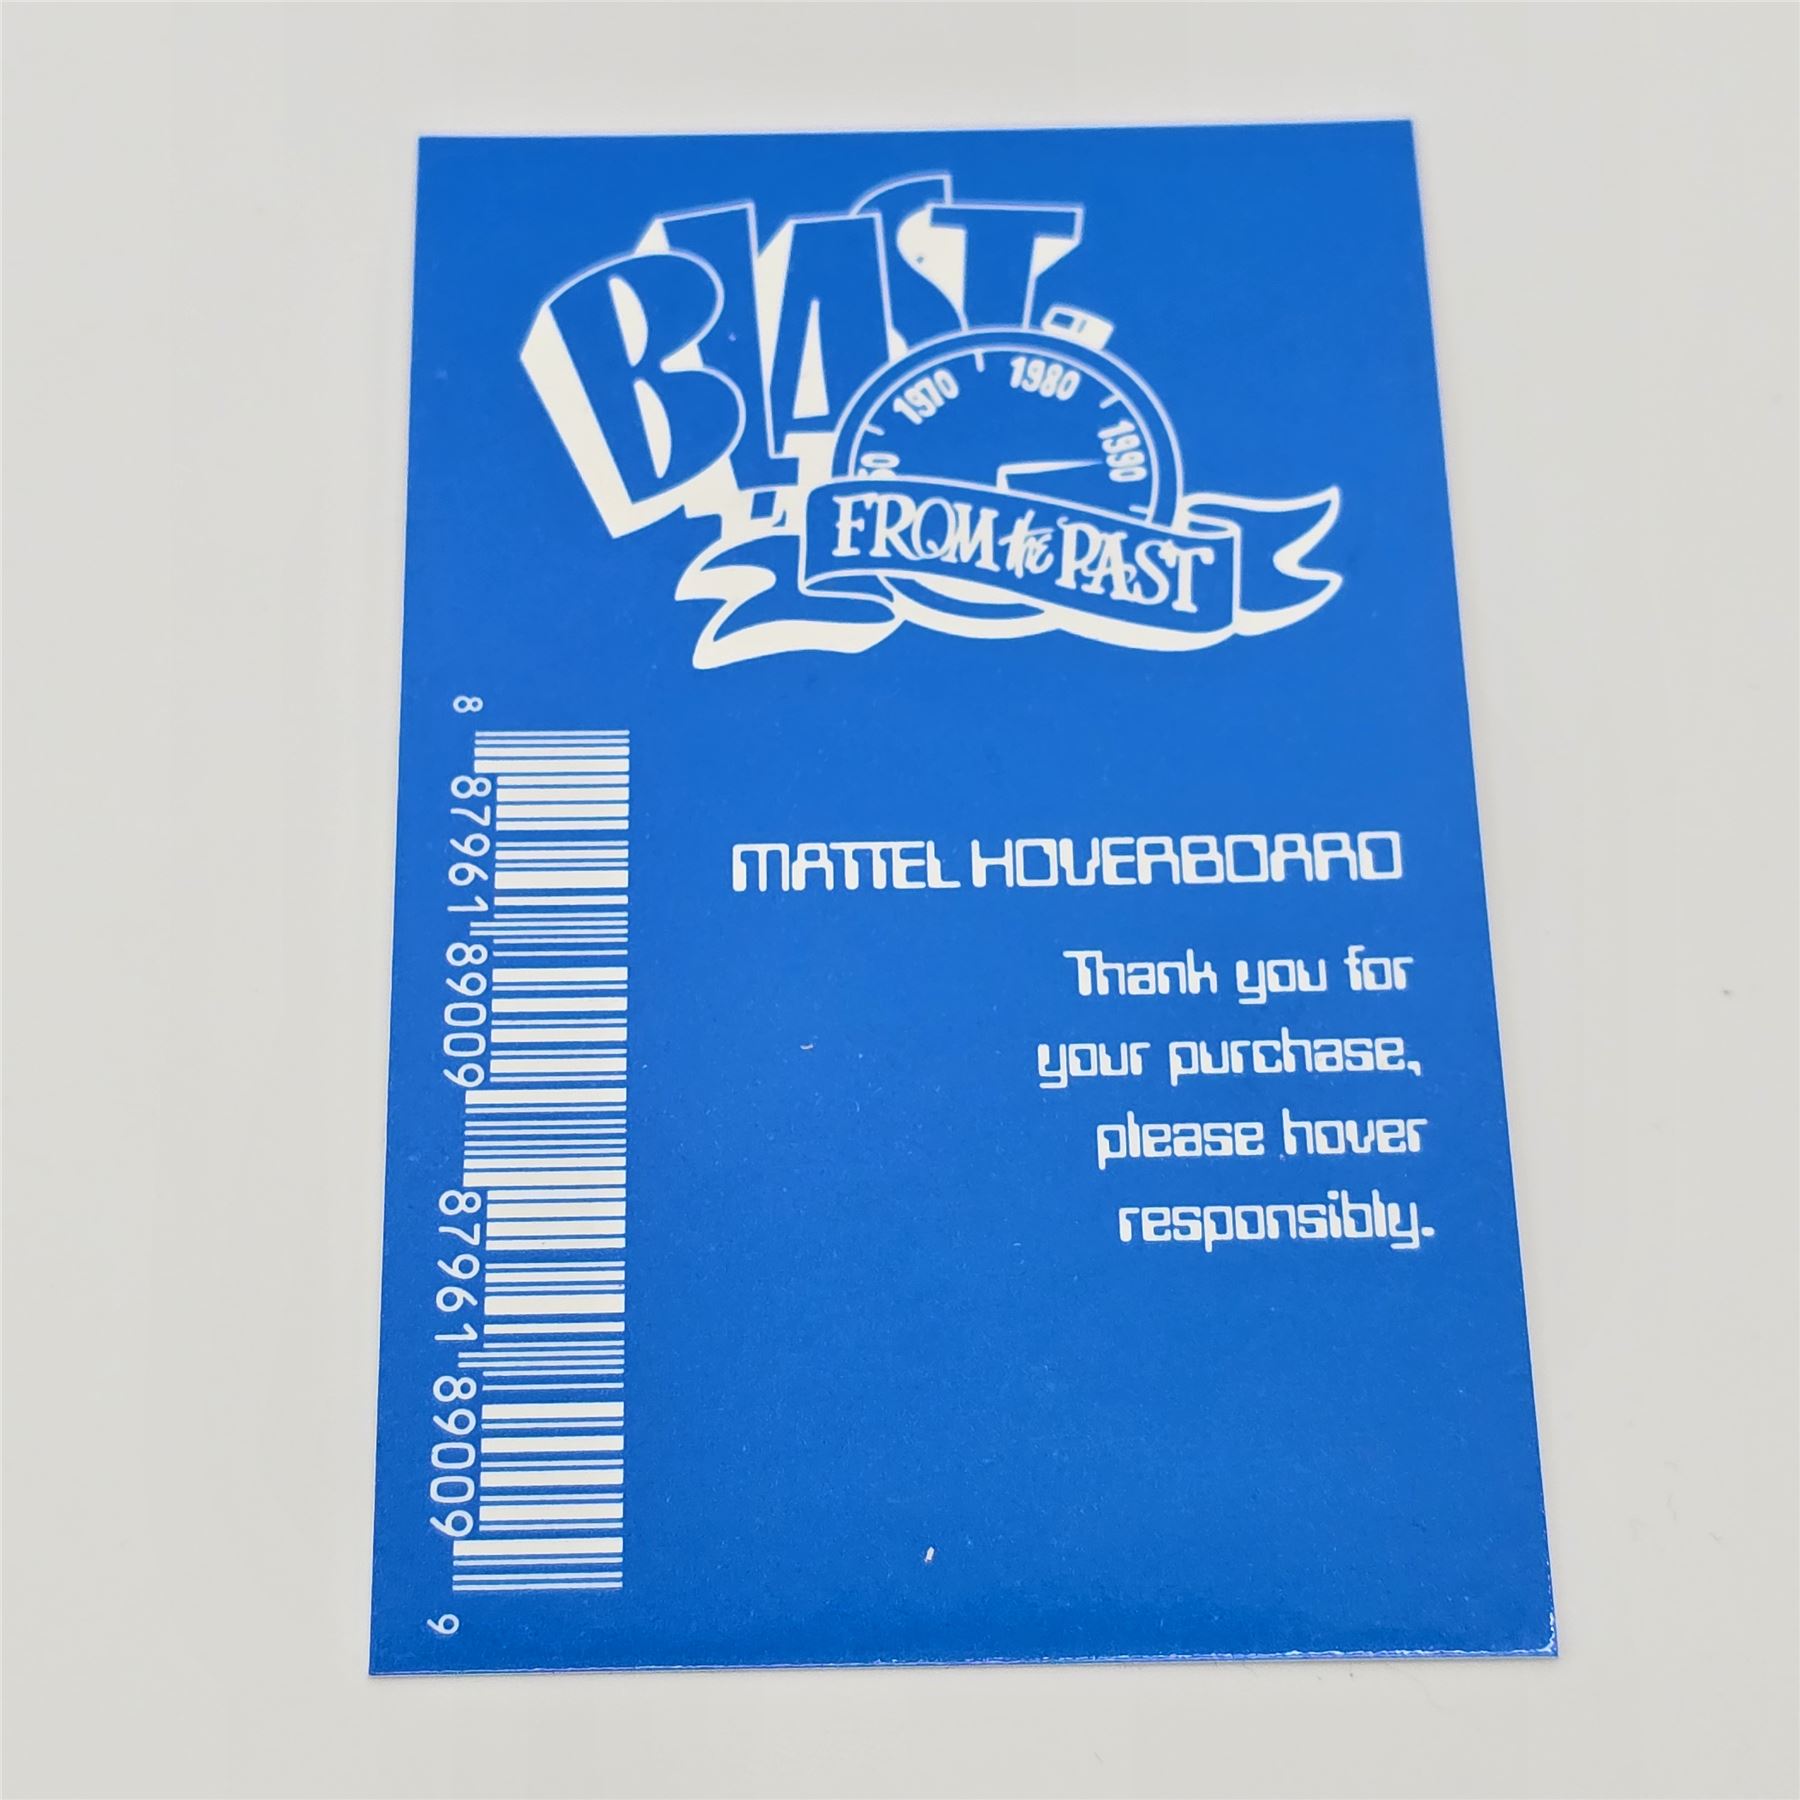 BLAST
1970 1980 1990
FROM the PAST
8 87961 89009 87961 89009 9
MATTEL HOVERBOARD
Thank you for
your purchase,
please hover
responsibly.